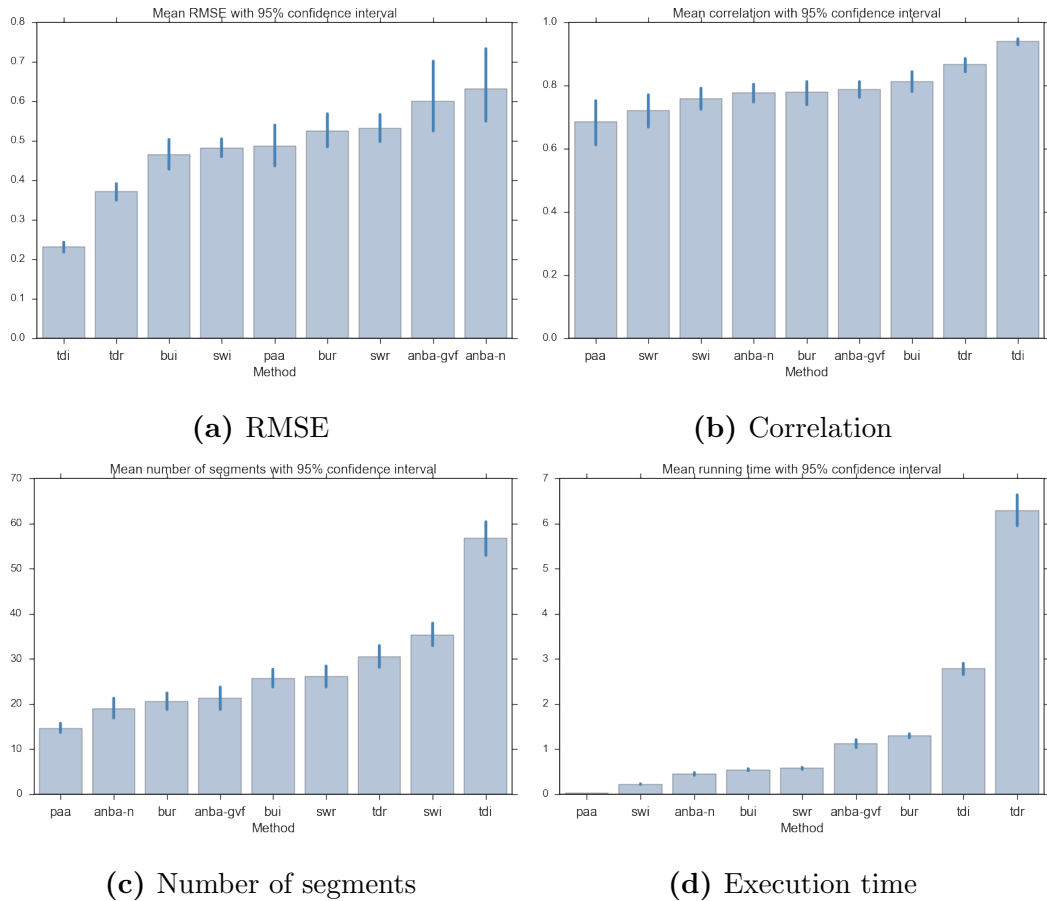 Mean RMSE with 95% confidence interval
0.8
0.7
0.6
0.5
0.4
0.3
0.2
0.1
0.0
tdi tdr bui swi paa bur swr anba-gvf anba-n
Method
(a) RMSE
Mean correlation with 95% confidence interval
1.0
0.8
0.6
0.4
0.2
0.0
paa swr swi anba-n bur anba-gvf bui tdr tdi
Method
(b) Correlation
Mean number of segments with 95% confidence interval
70
60
50
40
30
20
10
0
paa anba-n bur anba-gvf bui swr tdr swi tdi
Method
(c) Number of segments
Mean running time with 95% confidence interval
7
6
5
4
3
2
1
0
paa swi anba-n bui swr anba-gvf bur tdi tdr
Method
(d) Execution time